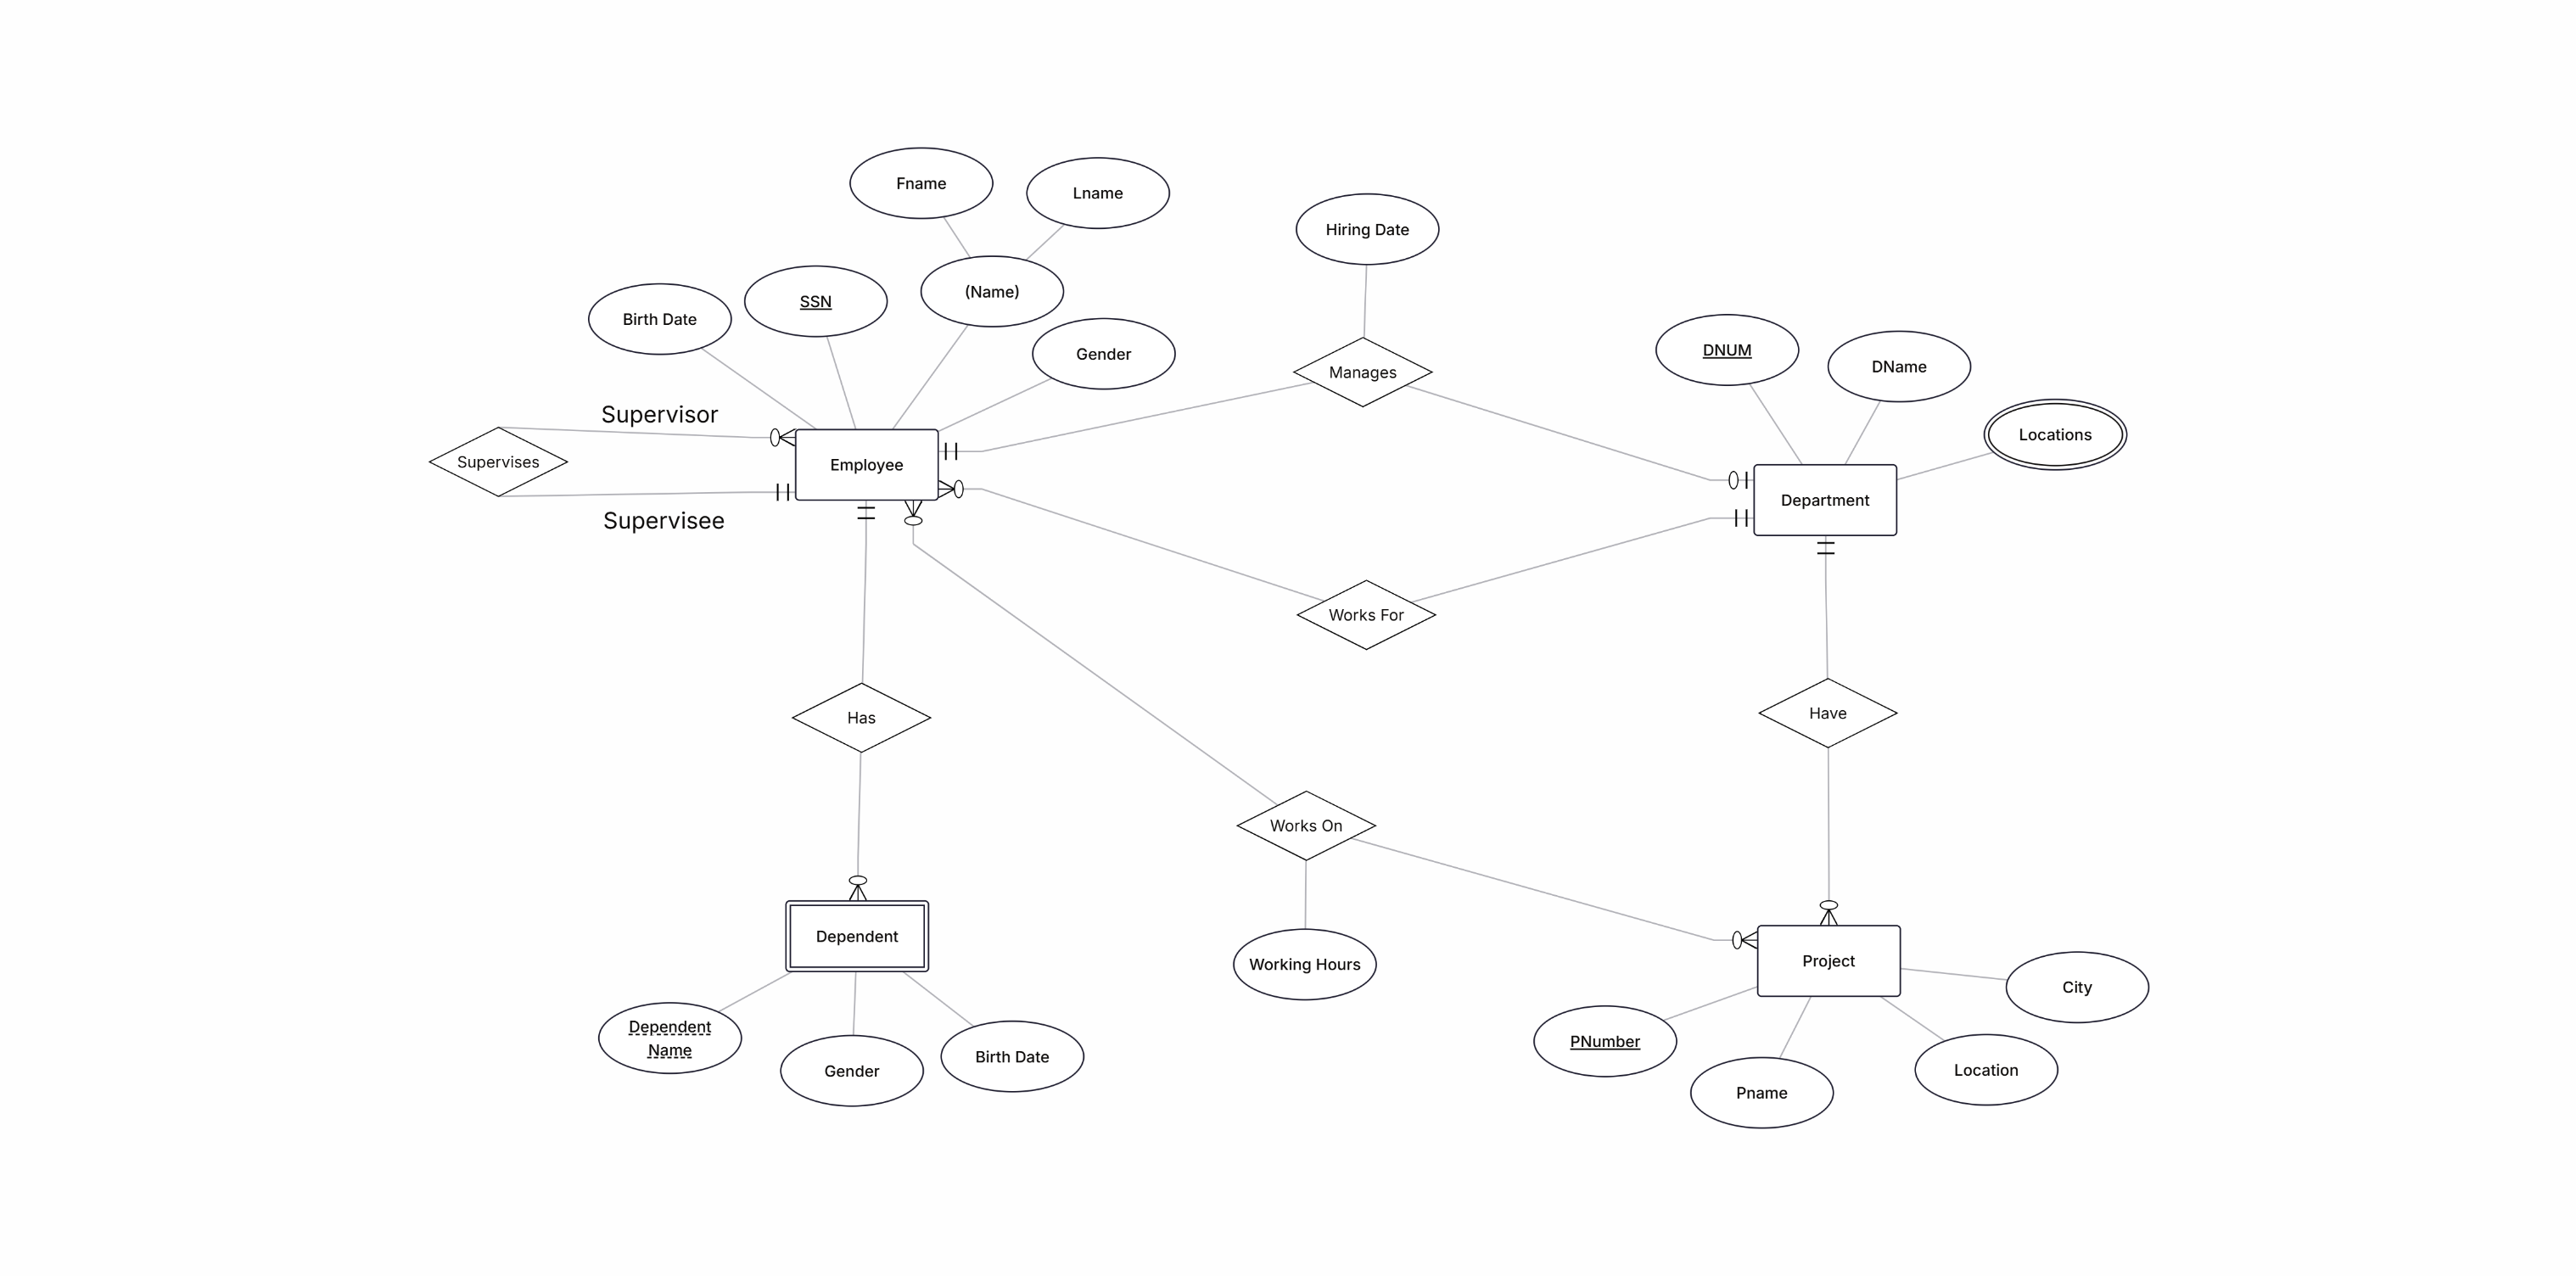 Fname
Lname
Hiring Date
(Name)
SSN
Birth Date
Gender
DNUM
DName
Manages
Supervisor
Locations
Supervises
Employee
Department
Supervisee
Works For
Has
Have
Works On
Dependent
Working Hours
Project
City
Dependent
Name
PNumber
Birth Date
Gender
Location
Pname